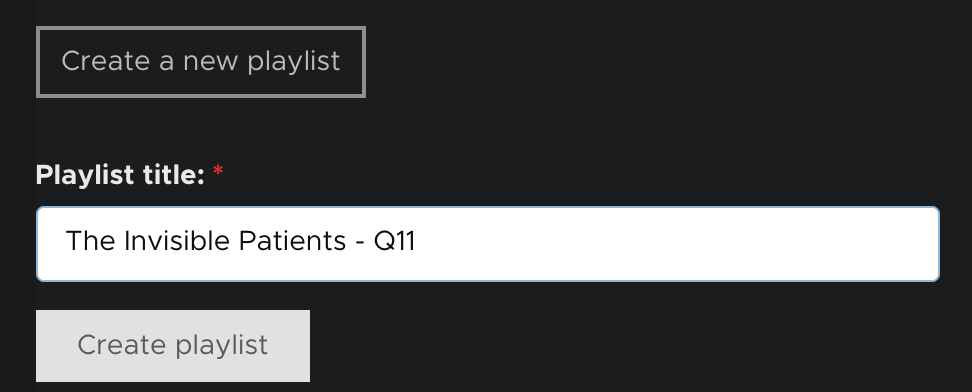 Create a new playlist
Playlist title: *
The Invisible Patients - Q11
Create playlist